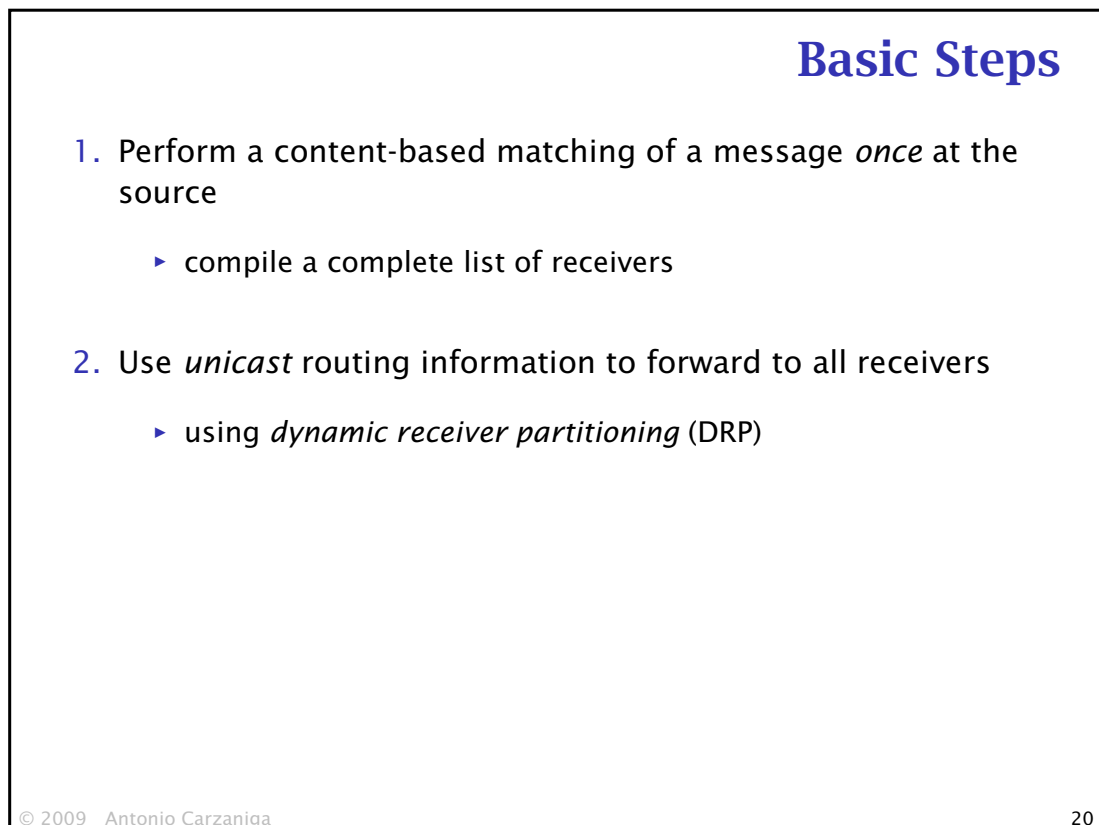 Basic Steps
1. Perform a content-based matching of a message once at the
source
▸ compile a complete list of receivers
2. Use unicast routing information to forward to all receivers
▸ using dynamic receiver partitioning (DRP)
© 2009 Antonio Carzaniga
20